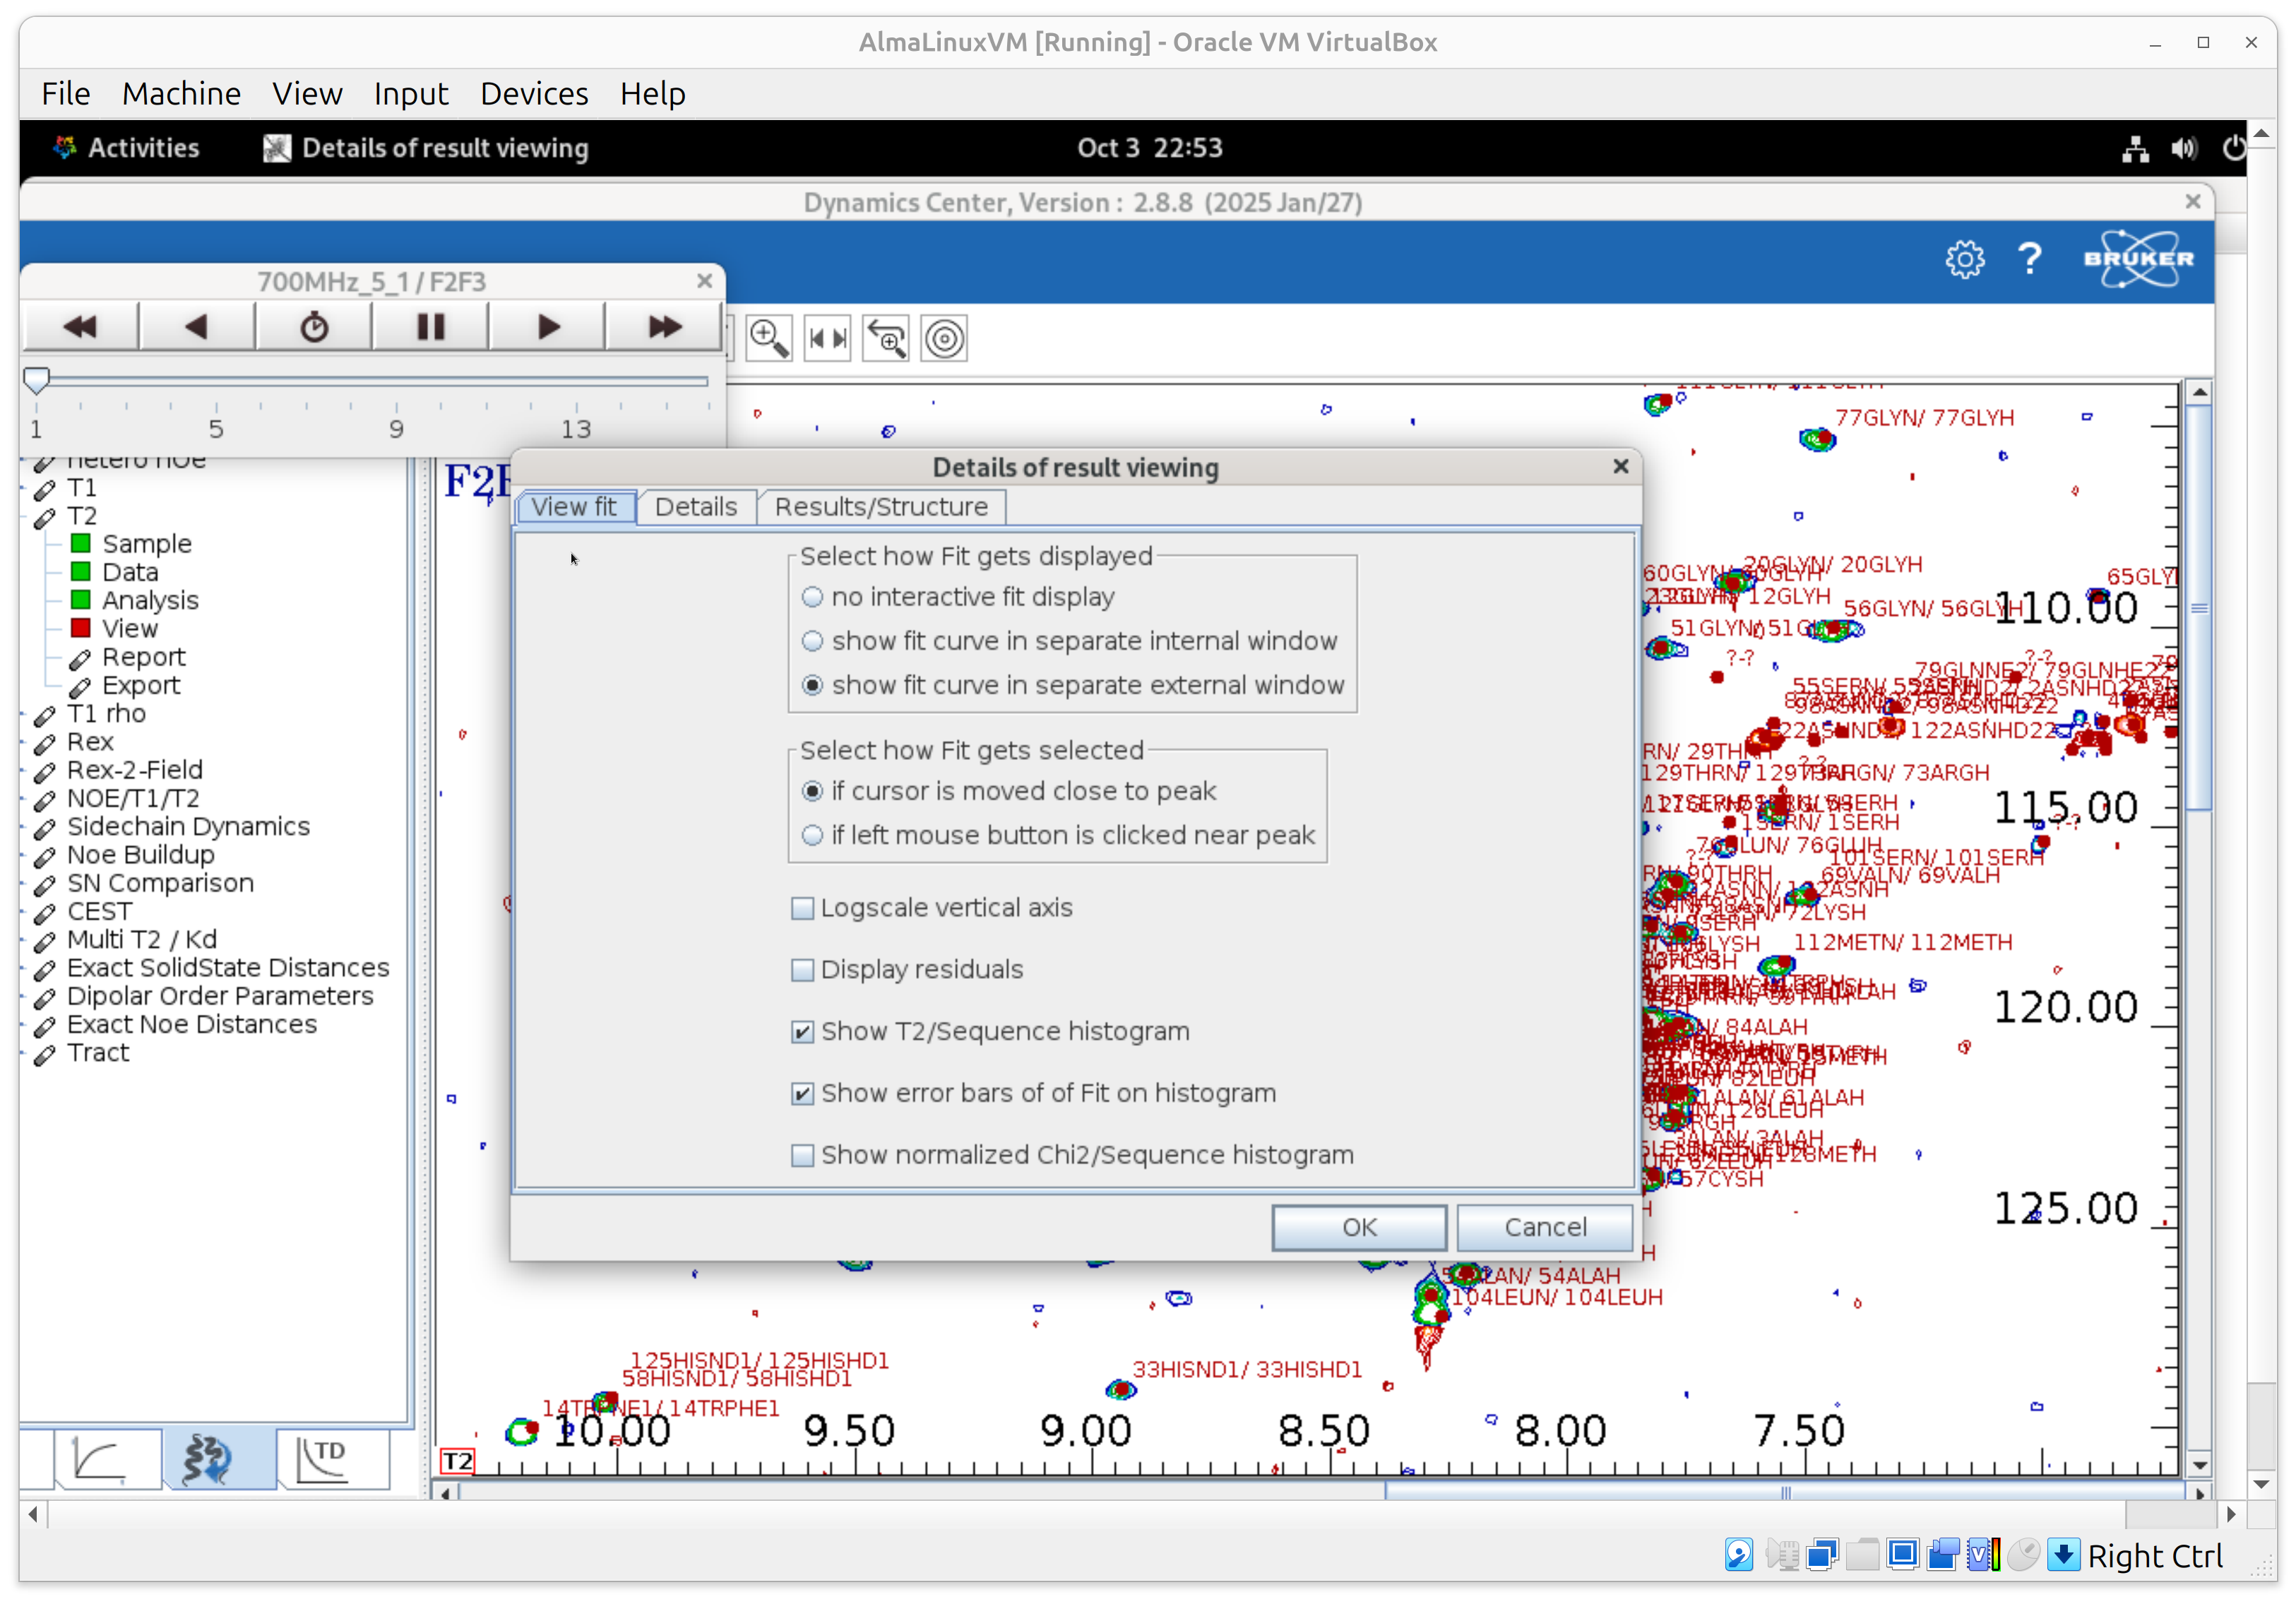 AlmaLinuxVM [Running] - Oracle VM VirtualBox
File Machine View Input Devices Help
Activities Details of result viewing Oct 3 22:53
Dynamics Center, Version : 2.8.8 (2025 Jan/27)
BRUKER
700MHz_5_1 / F2F3
1 5 9 13
T1
T2
Sample
Data
Analysis
View
Report
Export
T1 rho
Rex
Rex-2-Field
NOE/T1/T2
Sidechain Dynamics
Noe Buildup
SN Comparison
CEST
Multi T2 / Kd
Exact SolidState Distances
Dipolar Order Parameters
Exact Noe Distances
Tract
TD
Details of result viewing
View fit Details Results/Structure
Select how Fit gets displayed
no interactive fit display
show fit curve in separate internal window
show fit curve in separate external window
Select how Fit gets selected
if cursor is moved close to peak
if left mouse button is clicked near peak
Logscale vertical axis
Display residuals
Show T2/Sequence histogram
Show error bars of of Fit on histogram
Show normalized Chi2/Sequence histogram
OK Cancel
77GLYN/ 77GLYH
20GLYN/ 20GLYH
56GLYN/ 56GLYH
110.00
?-?
79GLNNE2/ 79GLNHE22
122ASNHD22
129THRN/ 129THRH
73ARGH
115.00
1SERN/ 1SERH
76GLUN/ 76GLUH
101SERN/ 101SERH
69VALN/ 69VALH
72LYSH
112METN/ 112METH
120.00
84ALAH
82LEUH
61ALAN/ 61ALAH
126LEUH
3ALAN/ 3ALAH
128METH
57CYSH
125.00
54ALAN/ 54ALAH
104LEUN/ 104LEUH
125HISND1/ 125HISHD1
58HISND1/ 58HISHD1
33HISND1/ 33HISHD1
14TRPNE1/ 14TRPHE1
10.00 9.50 9.00 8.50 8.00 7.50
T2
Right Ctrl